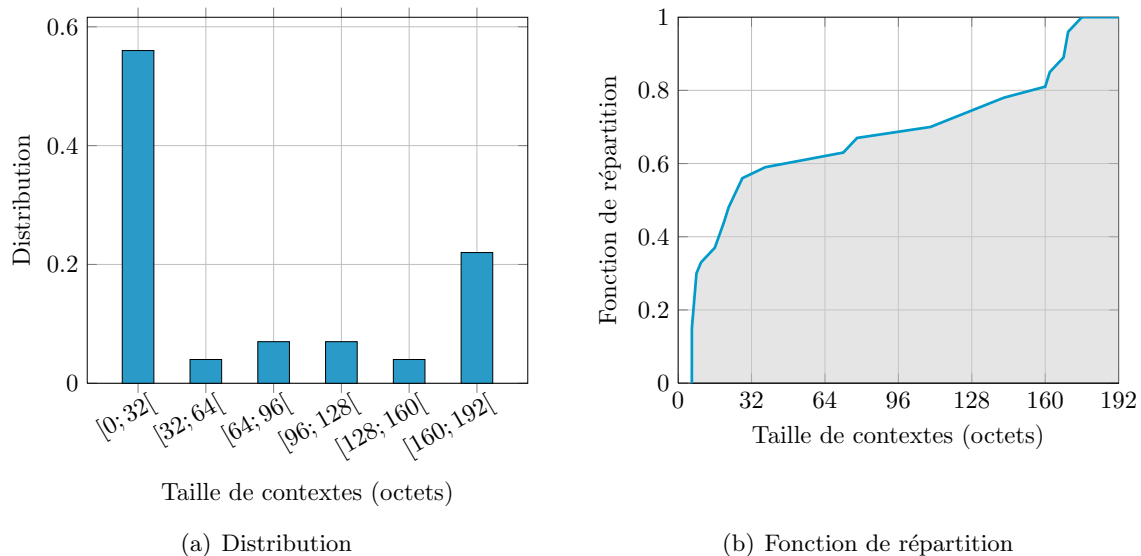 0.6
0.4
0.2
0
Distribution
[0; 32[
[32; 64[
[64; 96[
[96; 128[
[128; 160[
[160; 192[
Taille de contextes (octets)
(a) Distribution
1
0.8
0.6
0.4
0.2
0
Fonction de répartition
0 32 64 96 128 160 192
Taille de contextes (octets)
(b) Fonction de répartition